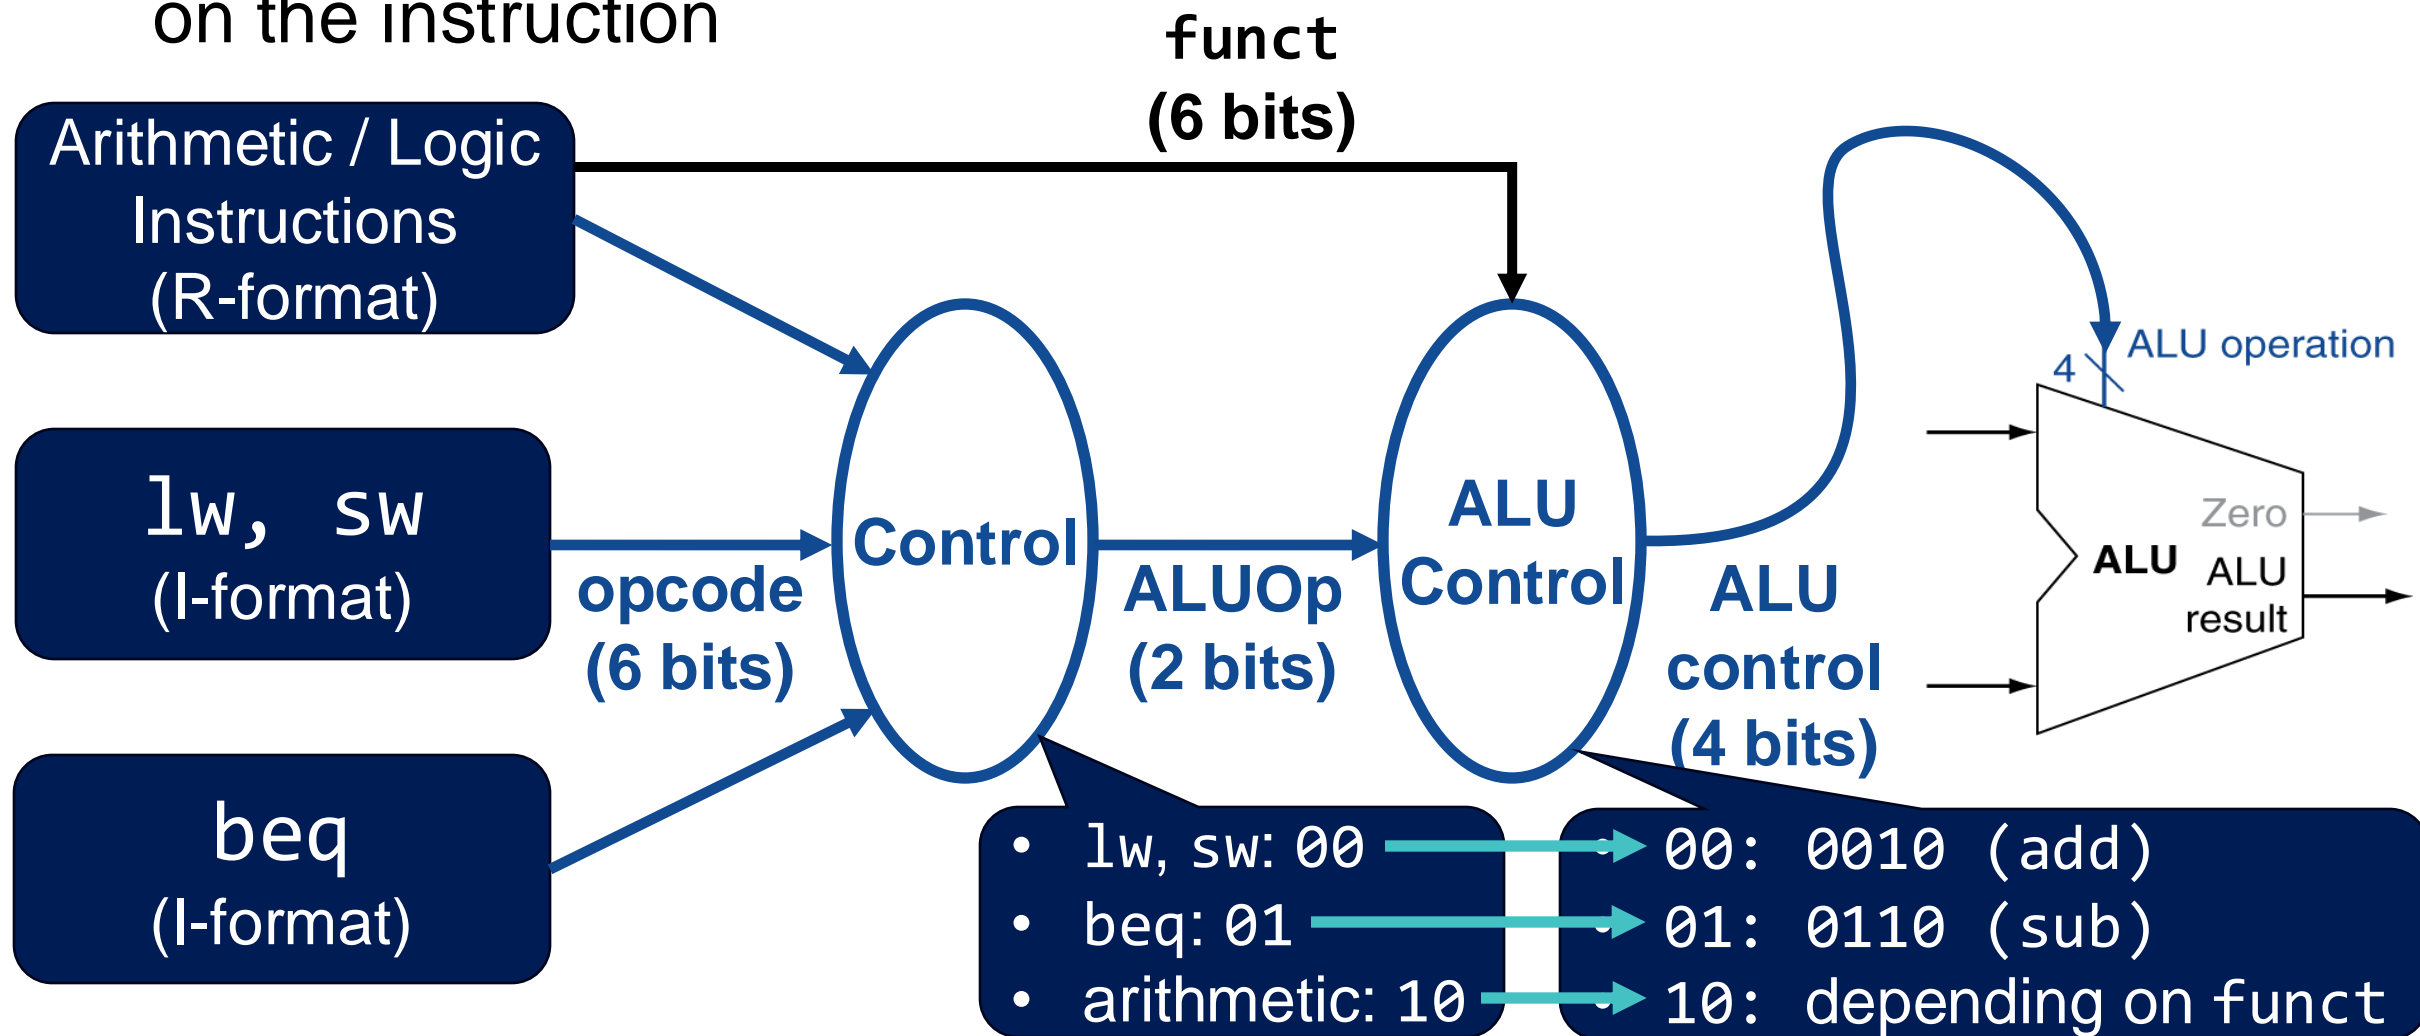 on the instruction
funct
(6 bits)
Arithmetic / Logic
Instructions
(R-format)
lw, sw
(I-format)
beq
(I-format)
opcode
(6 bits)
Control
ALUOp
(2 bits)
ALU
Control
ALU
control
(4 bits)
4
ALU operation
Zero
ALU
ALU
result
• lw, sw: 00
• beq: 01
• arithmetic: 10
• 00: 0010 (add)
• 01: 0110 (sub)
• 10: depending on funct